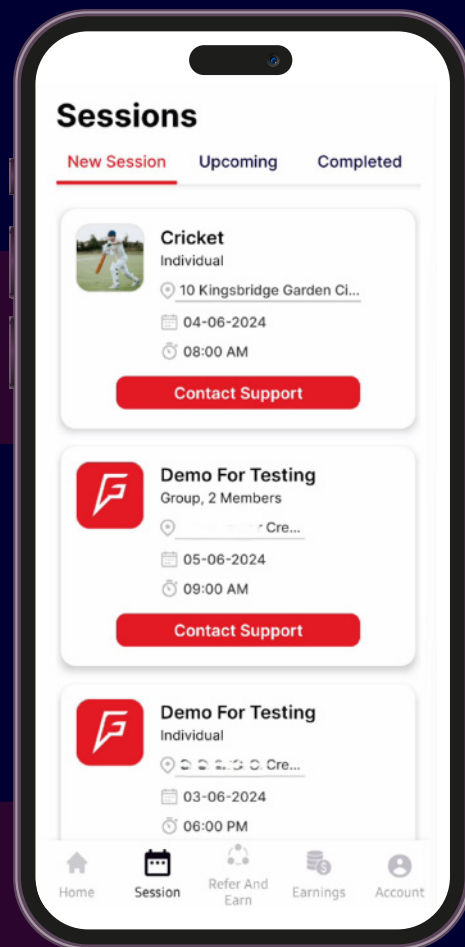 Sessions
New Session Upcoming Completed
Cricket
Individual
10 Kingsbridge Garden Ci...
04-06-2024
08:00 AM
Contact Support
Demo For Testing
Group, 2 Members
Cre...
05-06-2024
09:00 AM
Contact Support
Demo For Testing
Individual
Cre...
03-06-2024
06:00 PM
Home Session Refer And Earn Earnings Account